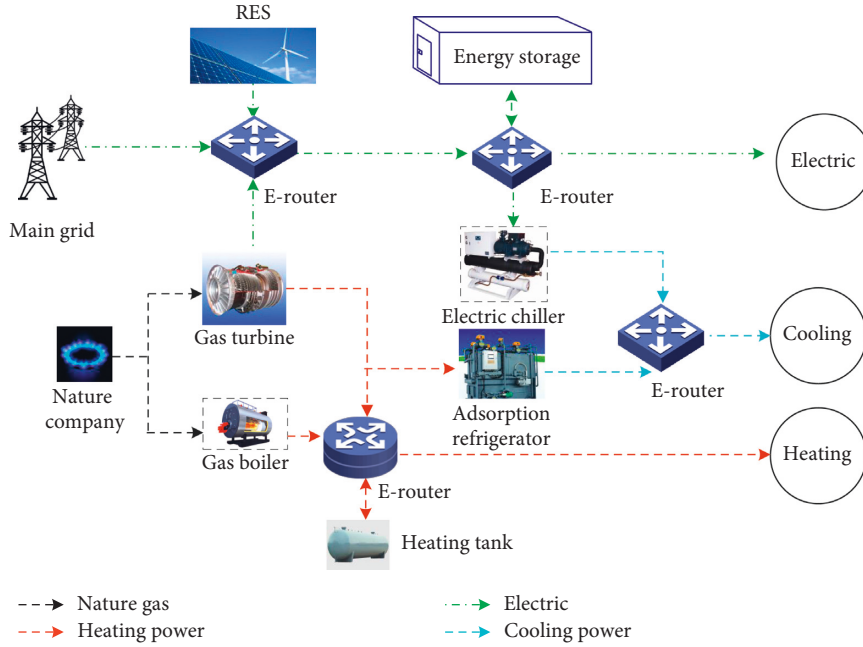 RES
Energy storage
Electric
E-router
E-router
Main grid
Electric chiller
Gas turbine
Cooling
E-router
Nature
company
Adsorption
refrigerator
Gas boiler
Heating
E-router
Heating tank
Nature gas
Electric
Heating power
Cooling power